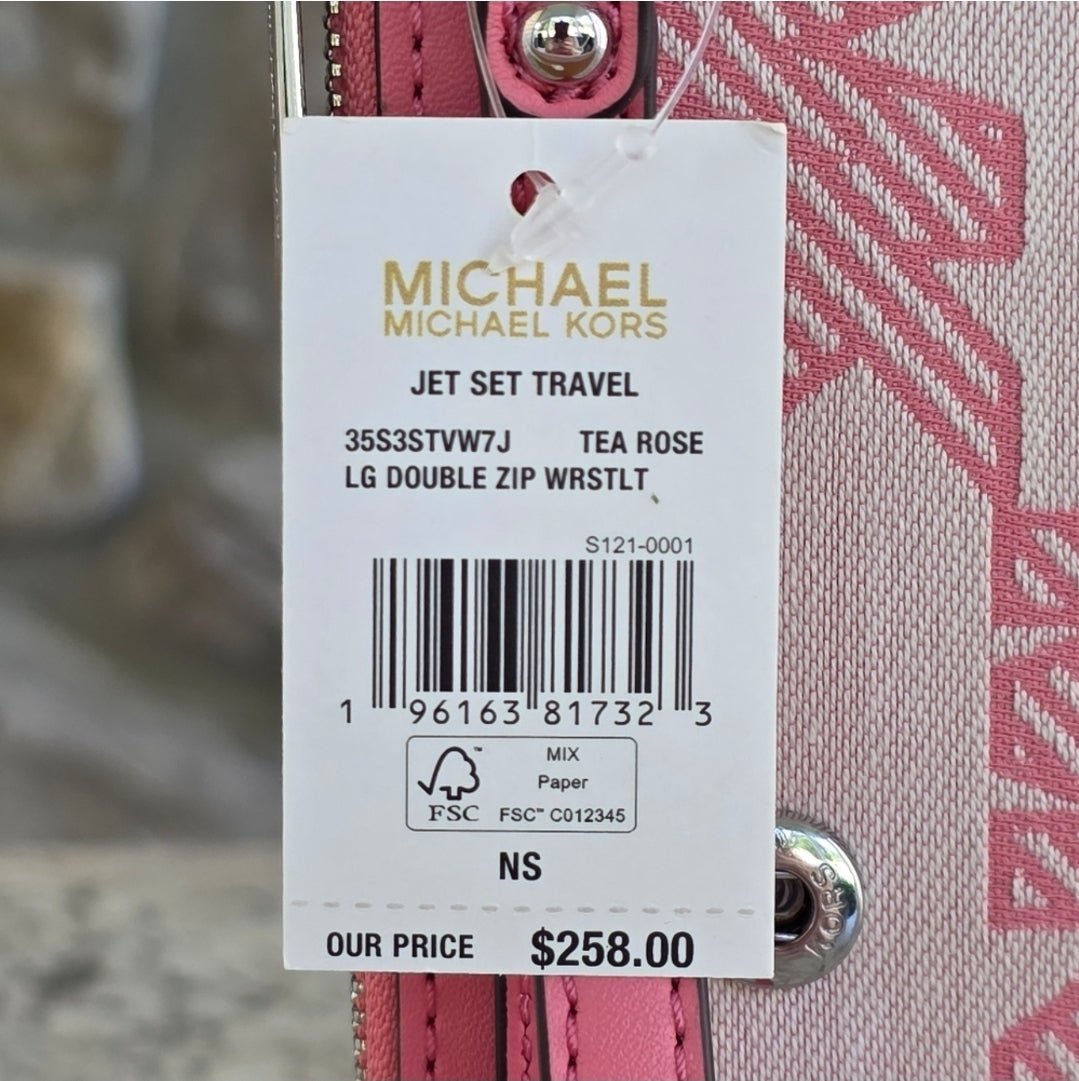 MICHAEL
MICHAEL KORS
JET SET TRAVEL
35S3STVW7J TEA ROSE
LG DOUBLE ZIP WRSTLT
S121-0001
1 96163 81732 3
MIX
Paper
FSC FSC™ C012345
NS
OUR PRICE $258.00
KORS